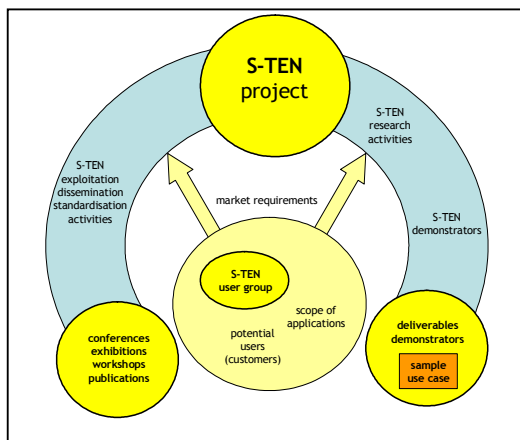 S-TEN
project
S-TEN
research
activities
S-TEN
exploitation
dissemination
standardisation
activities
market requirements
S-TEN
demonstrators
S-TEN
user group
scope of
applications
potential
users
(customers)
conferences
exhibitions
workshops
publications
deliverables
demonstrators
sample
use case